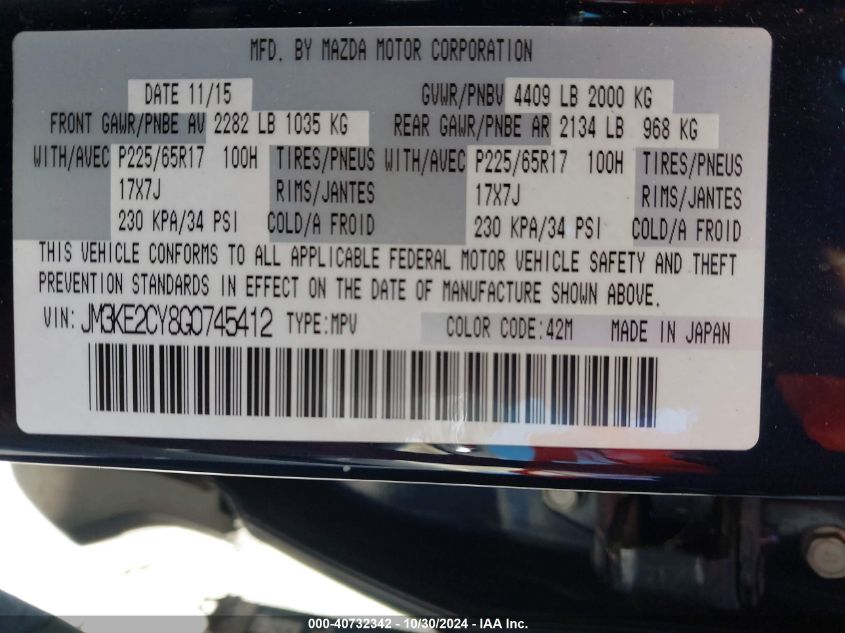 MFD. BY MAZDA MOTOR CORPORATION
DATE 11/15 GVWR/PNBV 4409 LB 2000 KG
FRONT GAWR/PNBE AV 2282 LB 1035 KG REAR GAWR/PNBE AR 2134 LB 968 KG
WITH/AVEC P225/65R17 100H TIRES/PNEUS WITH/AVEC P225/65R17 100H TIRES/PNEUS
17X7J RIMS/JANTES 17X7J RIMS/JANTES
230 KPA/34 PSI COLD/A FROID 230 KPA/34 PSI COLD/A FROID
THIS VEHICLE CONFORMS TO ALL APPLICABLE FEDERAL MOTOR VEHICLE SAFETY AND THEFT
PREVENTION STANDARDS IN EFFECT ON THE DATE OF MANUFACTURE SHOWN ABOVE.
VIN: JM3KE2CY8G0745412 TYPE:MPV COLOR CODE:42M MADE IN JAPAN
000-40732342 - 10/30/2024 - IAA Inc.